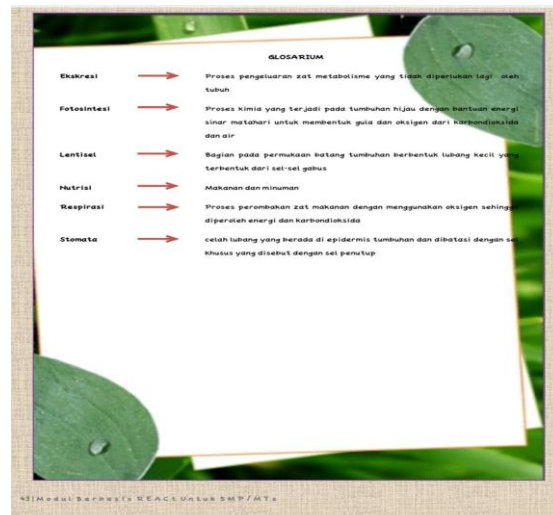 GLOSARIUM
Ekskresi Proses pengeluaran zat metabolisme yang tidak diperlukan lagi oleh
tubuh
Fotosintesi Proses kimia yang terjadi pada tumbuhan hijau dengan bantuan energi
sinar matahari untuk membentuk gula dan oksigen dari karbondioksida
dan air
Lentisel Bagian pada permukaan batang tumbuhan berbentuk lubang kecil yang
terbentuk dari sel-sel gabus
Nutrisi Makanan dan minuman
Respirasi Proses perombakan zat makanan dengan menggunakan oksigen sehingga
diperoleh energi dan karbondioksida
Stomata celah lubang yang berada di epidermis tumbuhan dan dibatasi dengan sel
khusus yang disebut dengan sel penutup
43|Modul Berbasis REACt Untuk SMP/MTs